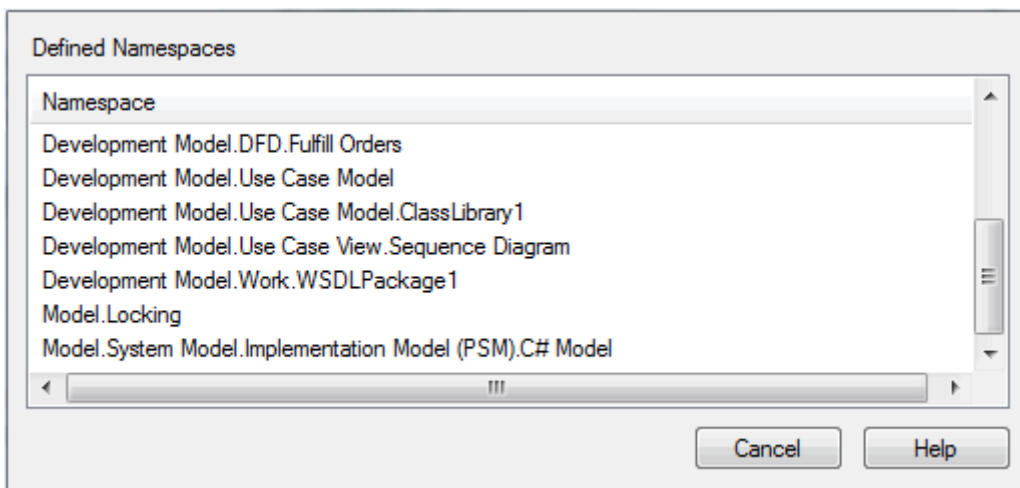 Defined Namespaces
Namespace
Development Model.DFD.Fulfill Orders
Development Model.Use Case Model
Development Model.Use Case Model.ClassLibrary1
Development Model.Use Case View.Sequence Diagram
Development Model.Work.WSDLPackage1
Model.Locking
Model.System Model.Implementation Model (PSM).C# Model
Cancel Help